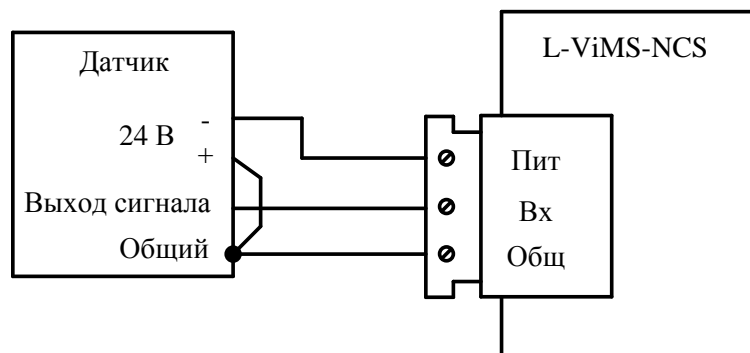 Датчик
L-ViMS-NCS
24 В
-
+
Выход сигнала
Общий
Пит
Вх
Общ